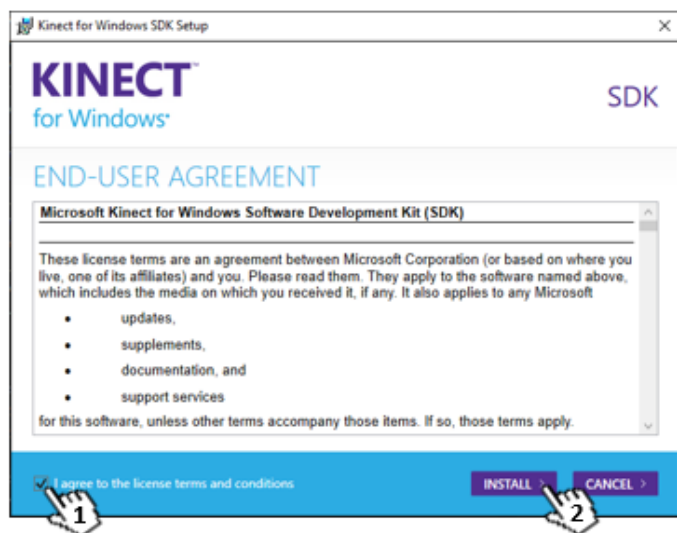 Kinect for Windows SDK Setup
KINECT™
for Windows®
SDK
END-USER AGREEMENT
Microsoft Kinect for Windows Software Development Kit (SDK)
These license terms are an agreement between Microsoft Corporation (or based on where you
live, one of its affiliates) and you. Please read them. They apply to the software named above,
which includes the media on which you received it, if any. It also applies to any Microsoft
• updates,
• supplements,
• documentation, and
• support services
for this software, unless other terms accompany those items. If so, those terms apply.
I agree to the license terms and conditions
INSTALL >
CANCEL >
1
2